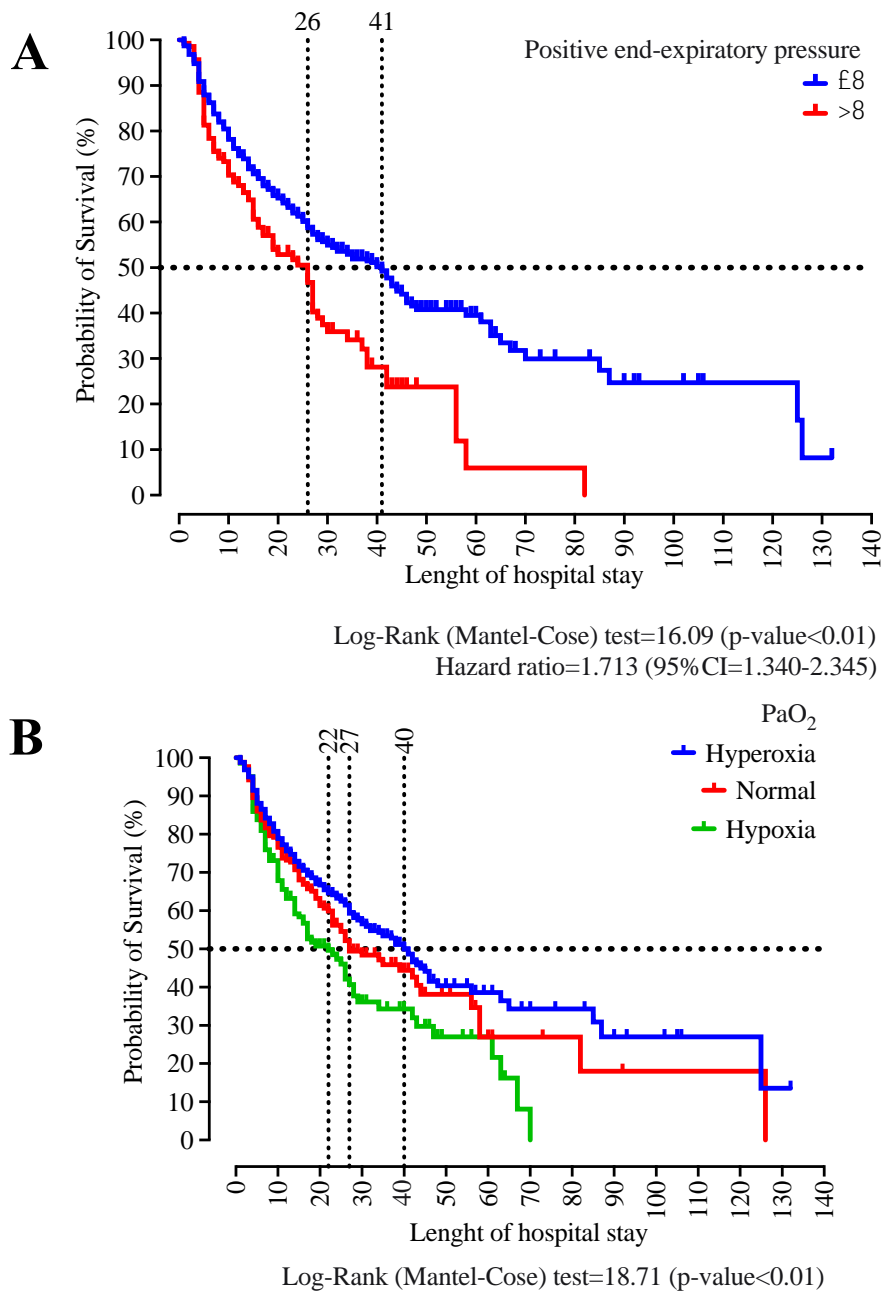 A
26 41
Positive end-expiratory pressure
£8
>8
Probability of Survival (%)
100
90
80
70
60
50
40
30
20
10
0
0 10 20 30 40 50 60 70 80 90 100 110 120 130 140
Lenght of hospital stay
Log-Rank (Mantel-Cose) test=16.09 (p-value<0.01)
Hazard ratio=1.713 (95%CI=1.340-2.345)
B
22 27 40
PaO2
Hyperoxia
Normal
Hypoxia
Probability of Survival (%)
100
90
80
70
60
50
40
30
20
10
0
0 10 20 30 40 50 60 70 80 90 100 110 120 130 140
Lenght of hospital stay
Log-Rank (Mantel-Cose) test=18.71 (p-value<0.01)